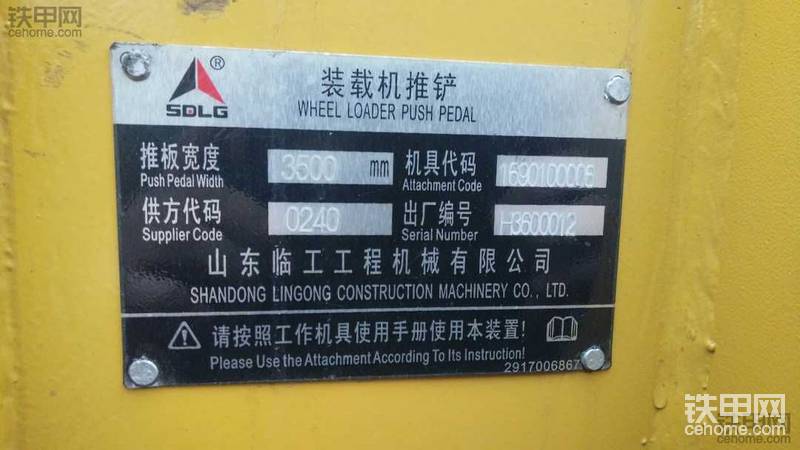 铁甲网
cehome.com
SDLG ®
装载机推铲
WHEEL LOADER PUSH PEDAL
推板宽度 3500 mm 机具代码 1590100005
Push Pedal Width Attachment Code
供方代码 0240 出厂编号 H3600012
Supplier Code Serial Number
山东临工工程机械有限公司
SHANDONG LINGONG CONSTRUCTION MACHINERY CO., LTD.
请按照工作机具使用手册使用本装置!
Please Use the Attachment According To Its Instruction!
铁甲网
cehome.com